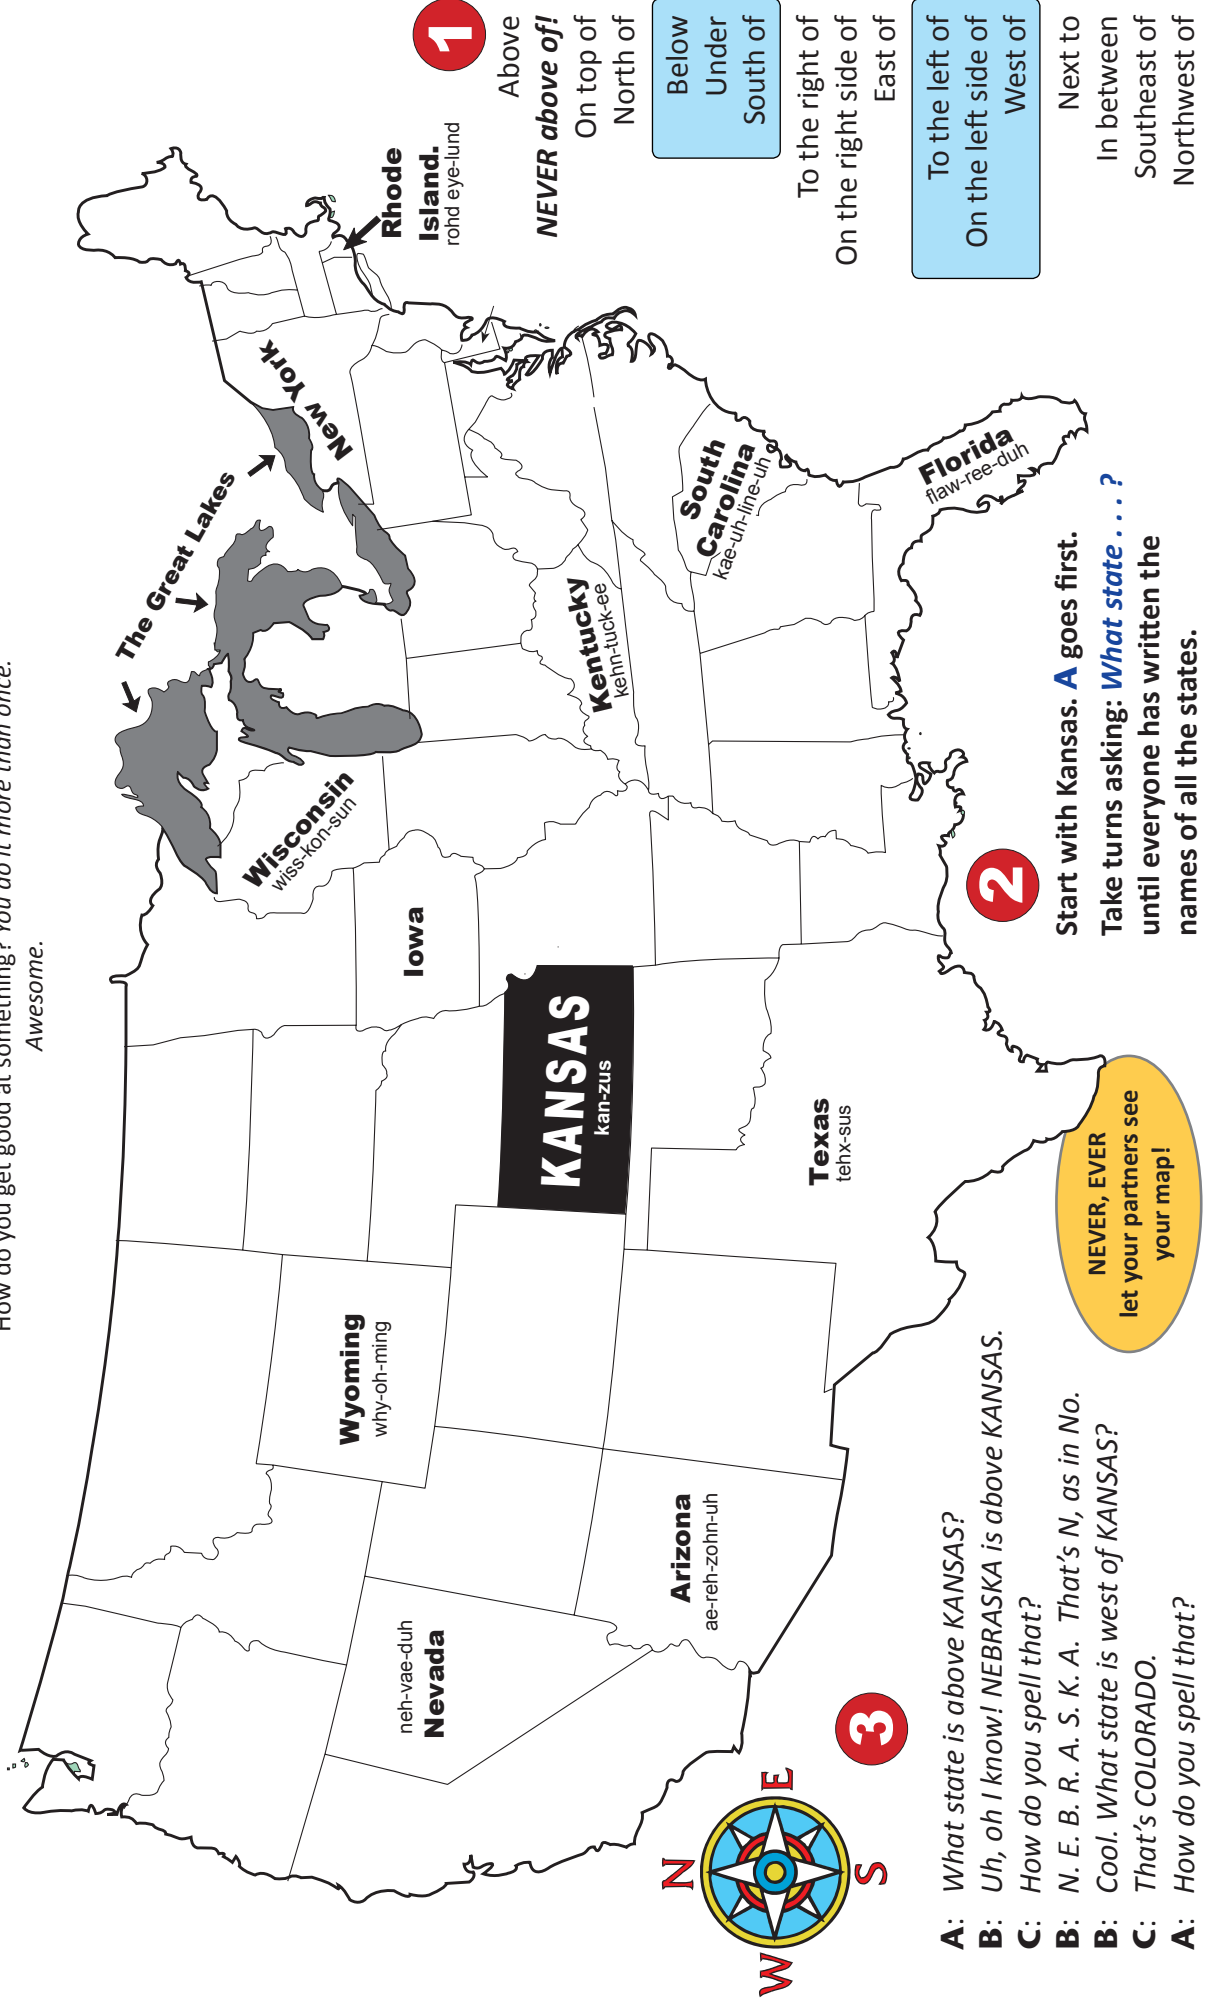 How do you get good at something? You do it more than once.
Awesome.
1
Above
NEVER above of!
On top of
North of
Below
Under
South of
To the right of
On the right side of
East of
To the left of
On the left side of
West of
Next to
In between
Southeast of
Northwest of
The Great Lakes
New York
Rhode
Island.
rohd eye-lund
Wisconsin
wiss-kon-sun
Iowa
Wyoming
why-oh-ming
neh-vae-duh
Nevada
KANSAS
kan-zus
Kentucky
kehn-tuck-ee
South
Carolina
kae-uh-line-uh
Arizona
ae-reh-zohn-uh
Texas
tehx-sus
Florida
flaw-ree-duh
2
Start with Kansas. A goes first.
Take turns asking: What state . . . . ?
until everyone has written the
names of all the states.
NEVER, EVER
let your partners see
your map!
N
W
E
S
3
A: What state is above KANSAS?
B: Uh, oh I know! NEBRASKA is above KANSAS.
C: How do you spell that?
B: N. E. B. R. A. S. K. A. That's N, as in No.
B: Cool. What state is west of KANSAS?
C: That's COLORADO.
A: How do you spell that?